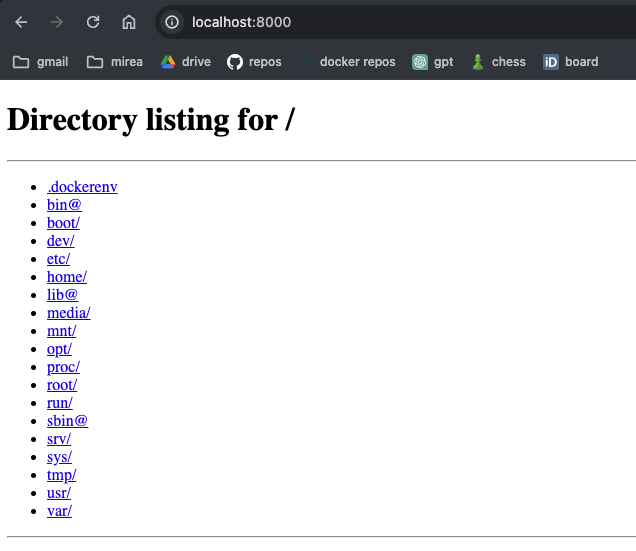 localhost:8000
gmail mirea drive repos docker repos gpt chess iD board
Directory listing for /
.dockerenv
bin@
boot/
dev/
etc/
home/
lib@
media/
mnt/
opt/
proc/
root/
run/
sbin@
srv/
sys/
tmp/
usr/
var/